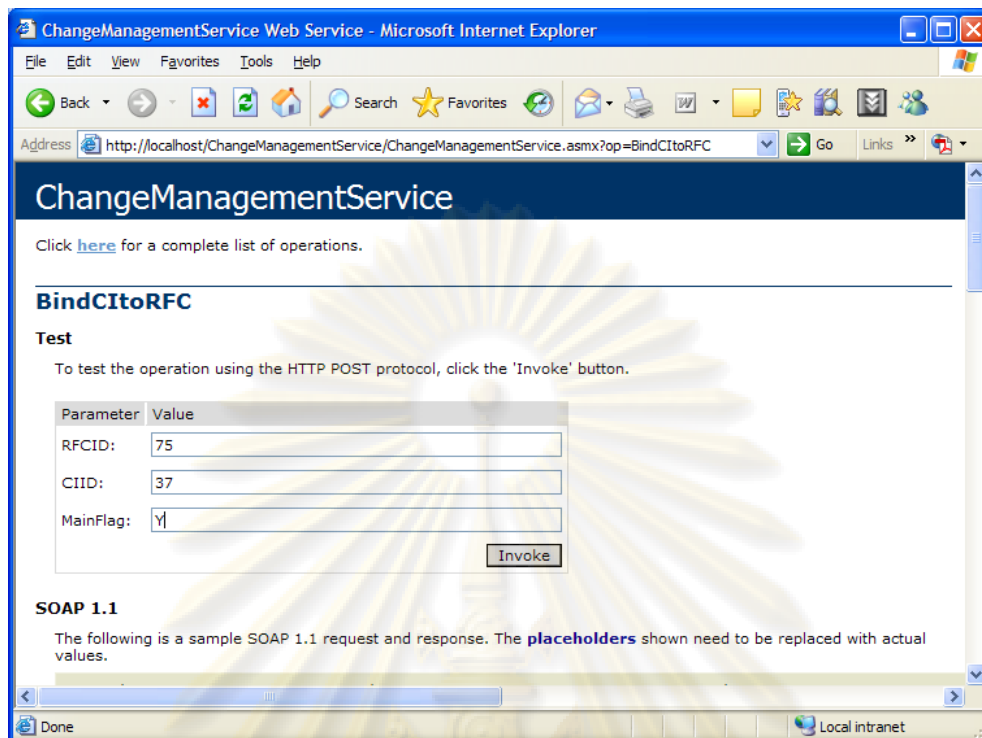 ChangeManagementService Web Service - Microsoft Internet Explorer
File Edit View Favorites Tools Help
Back Search Favorites
Address http://localhost/ChangeManagementService/ChangeManagementService.asmx?op=BindCItoRFC Go Links »
ChangeManagementService
Click here for a complete list of operations.
BindCItoRFC
Test
To test the operation using the HTTP POST protocol, click the 'Invoke' button.
Parameter Value
RFCID: 75
CIID: 37
MainFlag: Y
Invoke
SOAP 1.1
The following is a sample SOAP 1.1 request and response. The placeholders shown need to be replaced with actual
values.
Done Local intranet